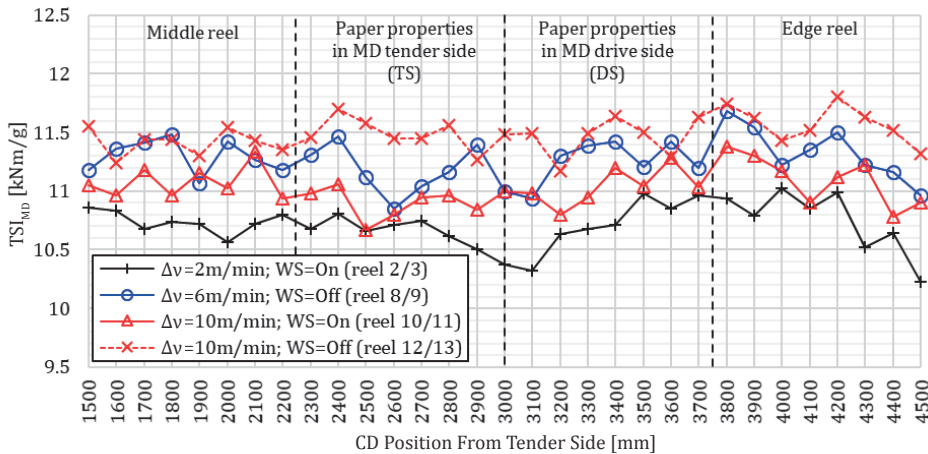 12.5
12
11.5
11
10.5
10
9.5
TSI_MD [kNm/g]
Middle reel
Paper properties
in MD tender side
(TS)
Paper properties
in MD drive side
(DS)
Edge reel
Δν=2m/min; WS=On (reel 2/3)
Δν=6m/min; WS=Off (reel 8/9)
Δν=10m/min; WS=On (reel 10/11)
Δν=10m/min; WS=Off (reel 12/13)
1500
1600
1700
1800
1900
2000
2100
2200
2300
2400
2500
2600
2700
2800
2900
3000
3100
3200
3300
3400
3500
3600
3700
3800
3900
4000
4100
4200
4300
4400
4500
CD Position From Tender Side [mm]